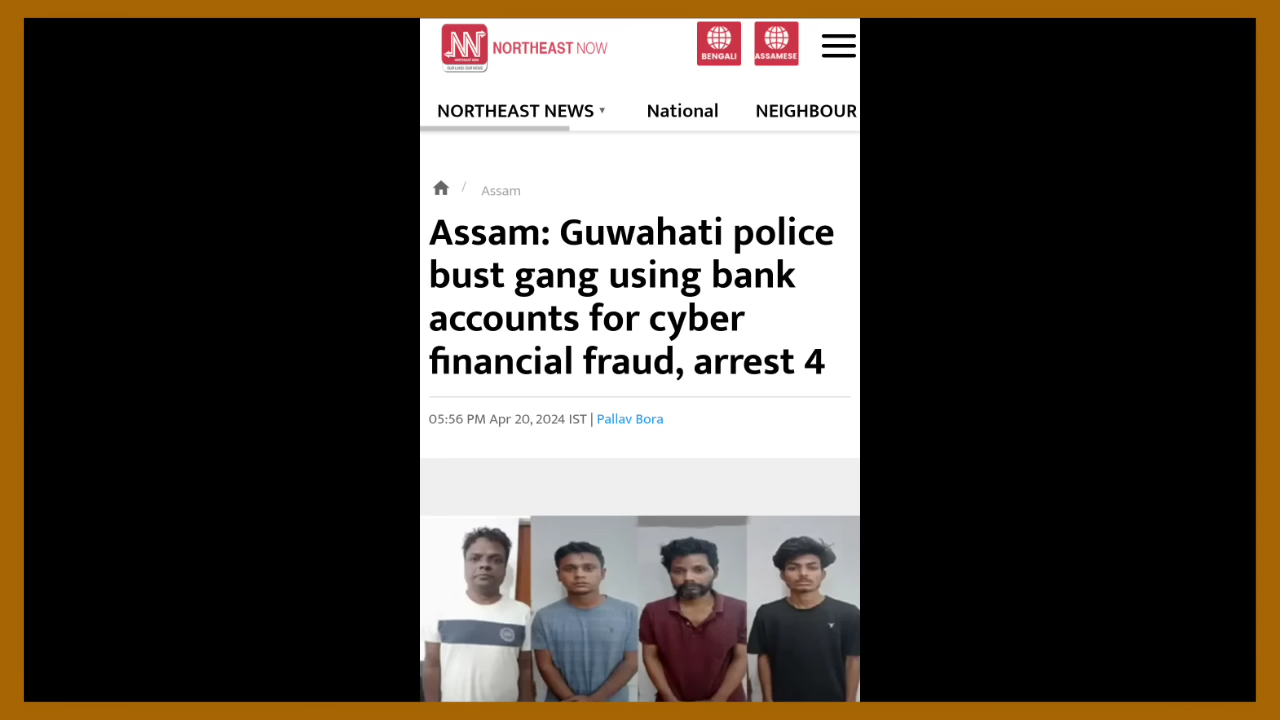 NORTHEAST NOW
BENGALI
ASSAMESE
NORTHEAST NEWS ▾
National
NEIGHBOUR
/ Assam
Assam: Guwahati police
bust gang using bank
accounts for cyber
financial fraud, arrest 4
05:56 PM Apr 20, 2024 IST | Pallav Bora